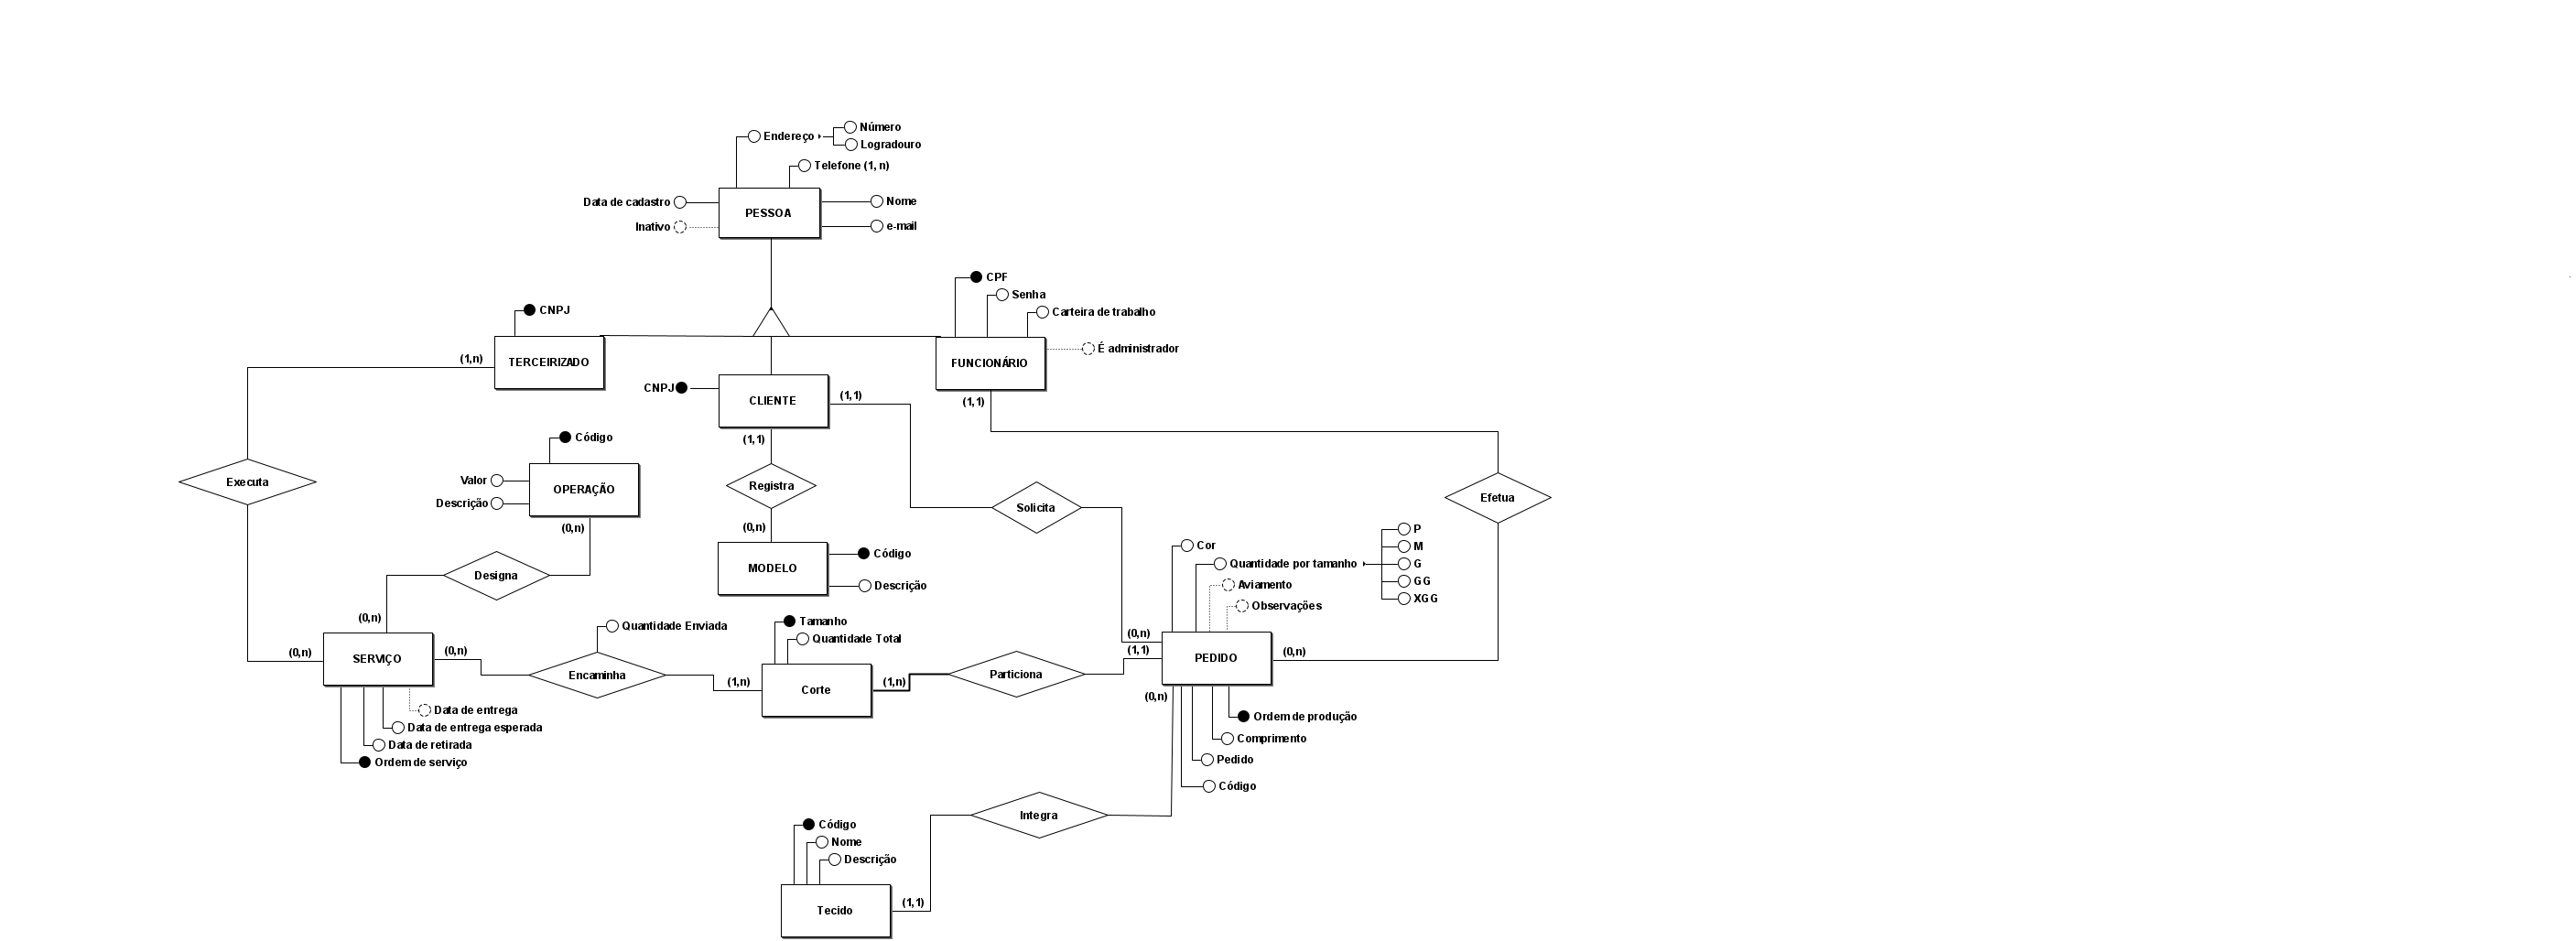 Número
Endereço
Logradouro
Telefone (1, n)
Data de cadastro
Nome
PESSOA
Inativo
e-mail
CPF
Senha
CNPJ
Carteira de trabalho
É administrador
(1,n)
TERCEIRIZADO
FUNCIONÁRIO
CNPJ
(1,1)
CLIENTE
(1,1)
Código
(1,1)
Valor
Executa
Registra
OPERAÇÃO
Descrição
Efetua
Solicita
(0,n)
(0,n)
P
Cor
M
Código
Quantidade por tamanho
G
MODELO
Designa
GG
Descrição
Aviamento
XGG
Observações
(0,n)
Tamanho
Quantidade Enviada
(0,n)
Quantidade Total
(0,n)
SERVIÇO
(0,n)
(1,1)
PEDIDO
(0,n)
Encaminha
Particiona
(1,n)
Corte
(1,n)
(0,n)
Data de entrega
Ordem de produção
Data de entrega esperada
Comprimento
Data de retirada
Pedido
Ordem de serviço
Código
Integra
Código
Nome
Descrição
(1,1)
Tecido